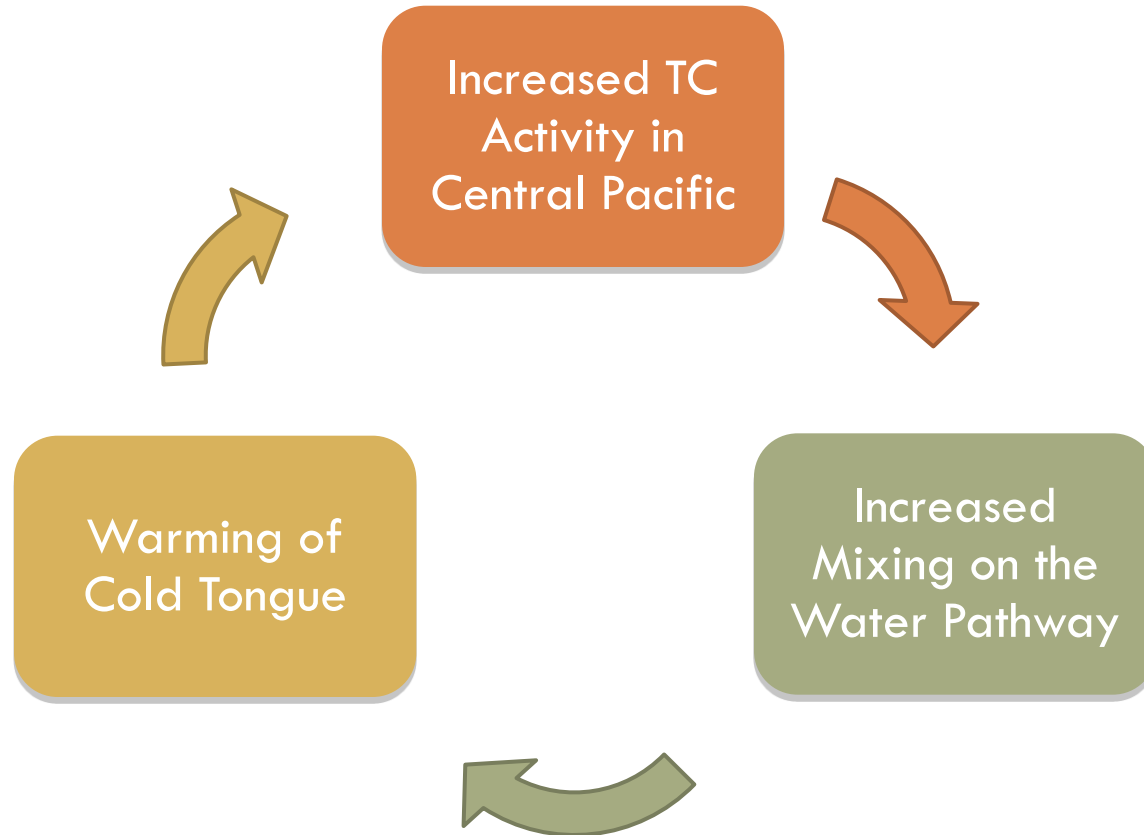 Increased TC
Activity in
Central Pacific
Increased
Mixing on the
Water Pathway
Warming of
Cold Tongue